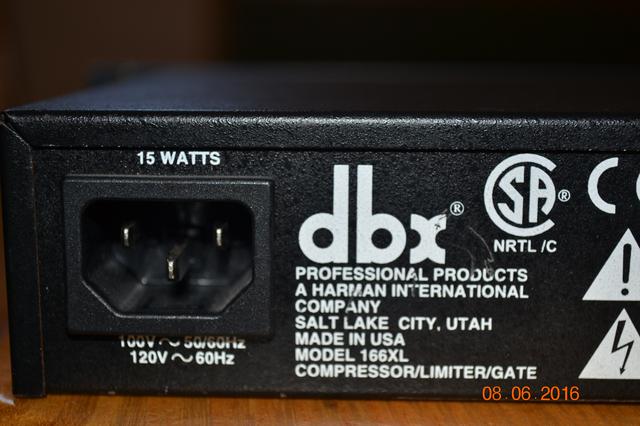 15 WATTS
100V~ 50/60Hz
120V~60Hz
dbx®
PROFESSIONAL PRODUCTS
A HARMAN INTERNATIONAL
COMPANY
SALT LAKE CITY, UTAH
MADE IN USA
MODEL 166XL
COMPRESSOR/LIMITER/GATE
SA®
NRTL /C
C
08.06.2016